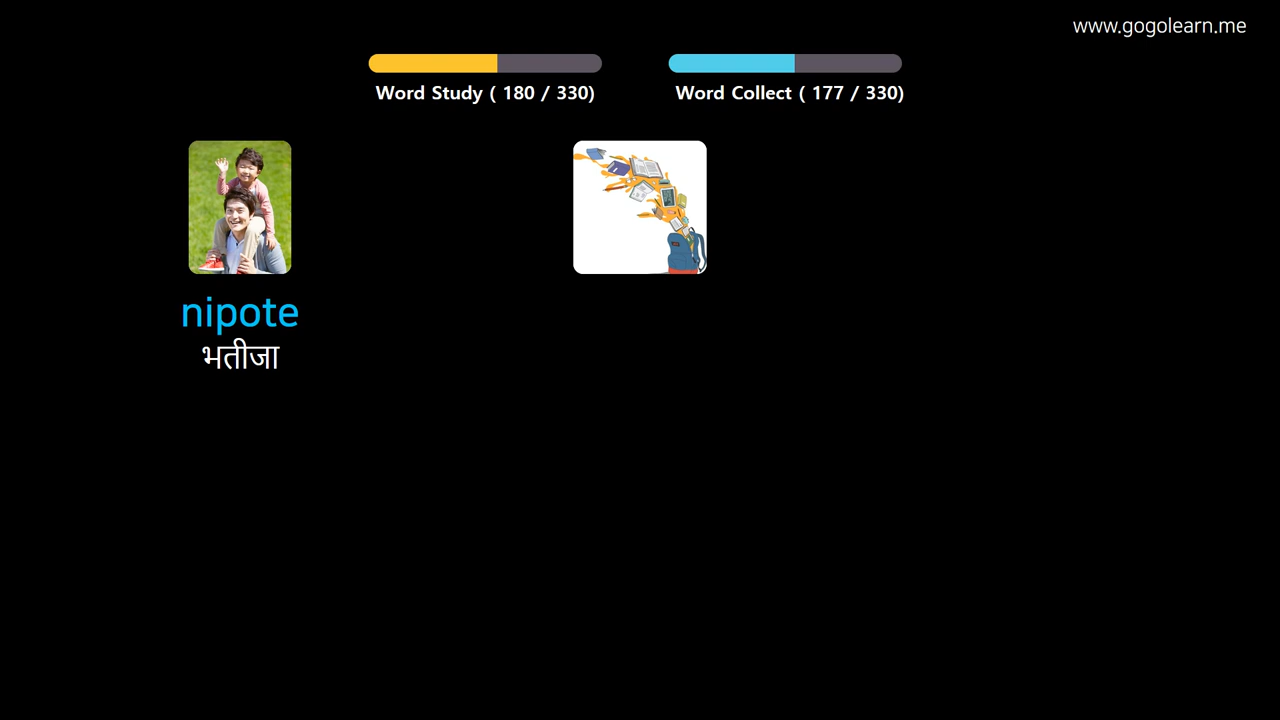 www.gogolearn.me
Word Study ( 180 / 330)
Word Collect ( 177 / 330)
nipote
भतीजा